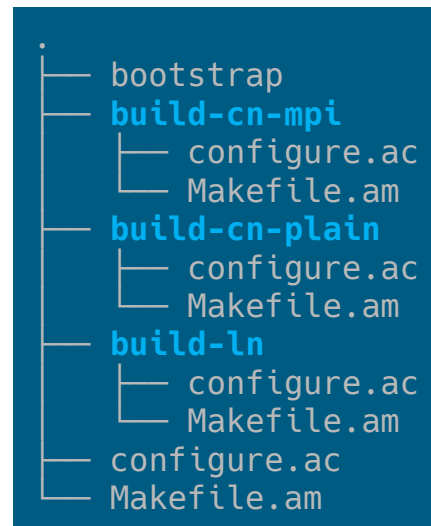 .
├── bootstrap
├── build-cn-mpi
│   ├── configure.ac
│   └── Makefile.am
├── build-cn-plain
│   ├── configure.ac
│   └── Makefile.am
├── build-ln
│   ├── configure.ac
│   └── Makefile.am
├── configure.ac
└── Makefile.am